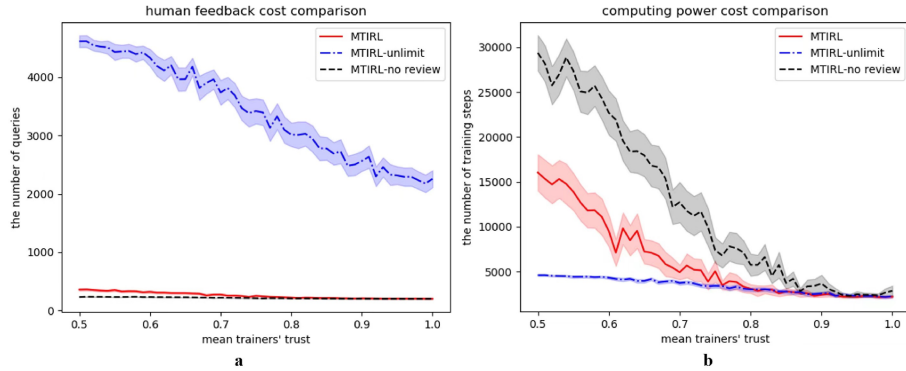 human feedback cost comparison
MTIRL
MTIRL-unlimit
MTIRL-no review
the number of queries
4000
3000
2000
1000
0
0.5 0.6 0.7 0.8 0.9 1.0
mean trainers' trust
a
computing power cost comparison
MTIRL
MTIRL-unlimit
MTIRL-no review
the number of training steps
30000
25000
20000
15000
10000
5000
0.5 0.6 0.7 0.8 0.9 1.0
mean trainers' trust
b